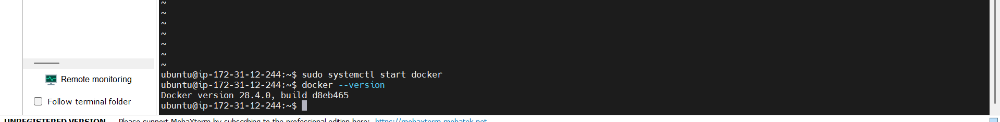 ~
~
~
~
~
~
~
ubuntu@ip-172-31-12-244:~$ sudo systemctl start docker
ubuntu@ip-172-31-12-244:~$ docker --version
Docker version 28.4.0, build d8eb465
ubuntu@ip-172-31-12-244:~$
Remote monitoring
Follow terminal folder
UNREGISTERED VERSION - Please support MobaXterm by subscribing to the professional edition here: https://mobaxterm.mobatek.net